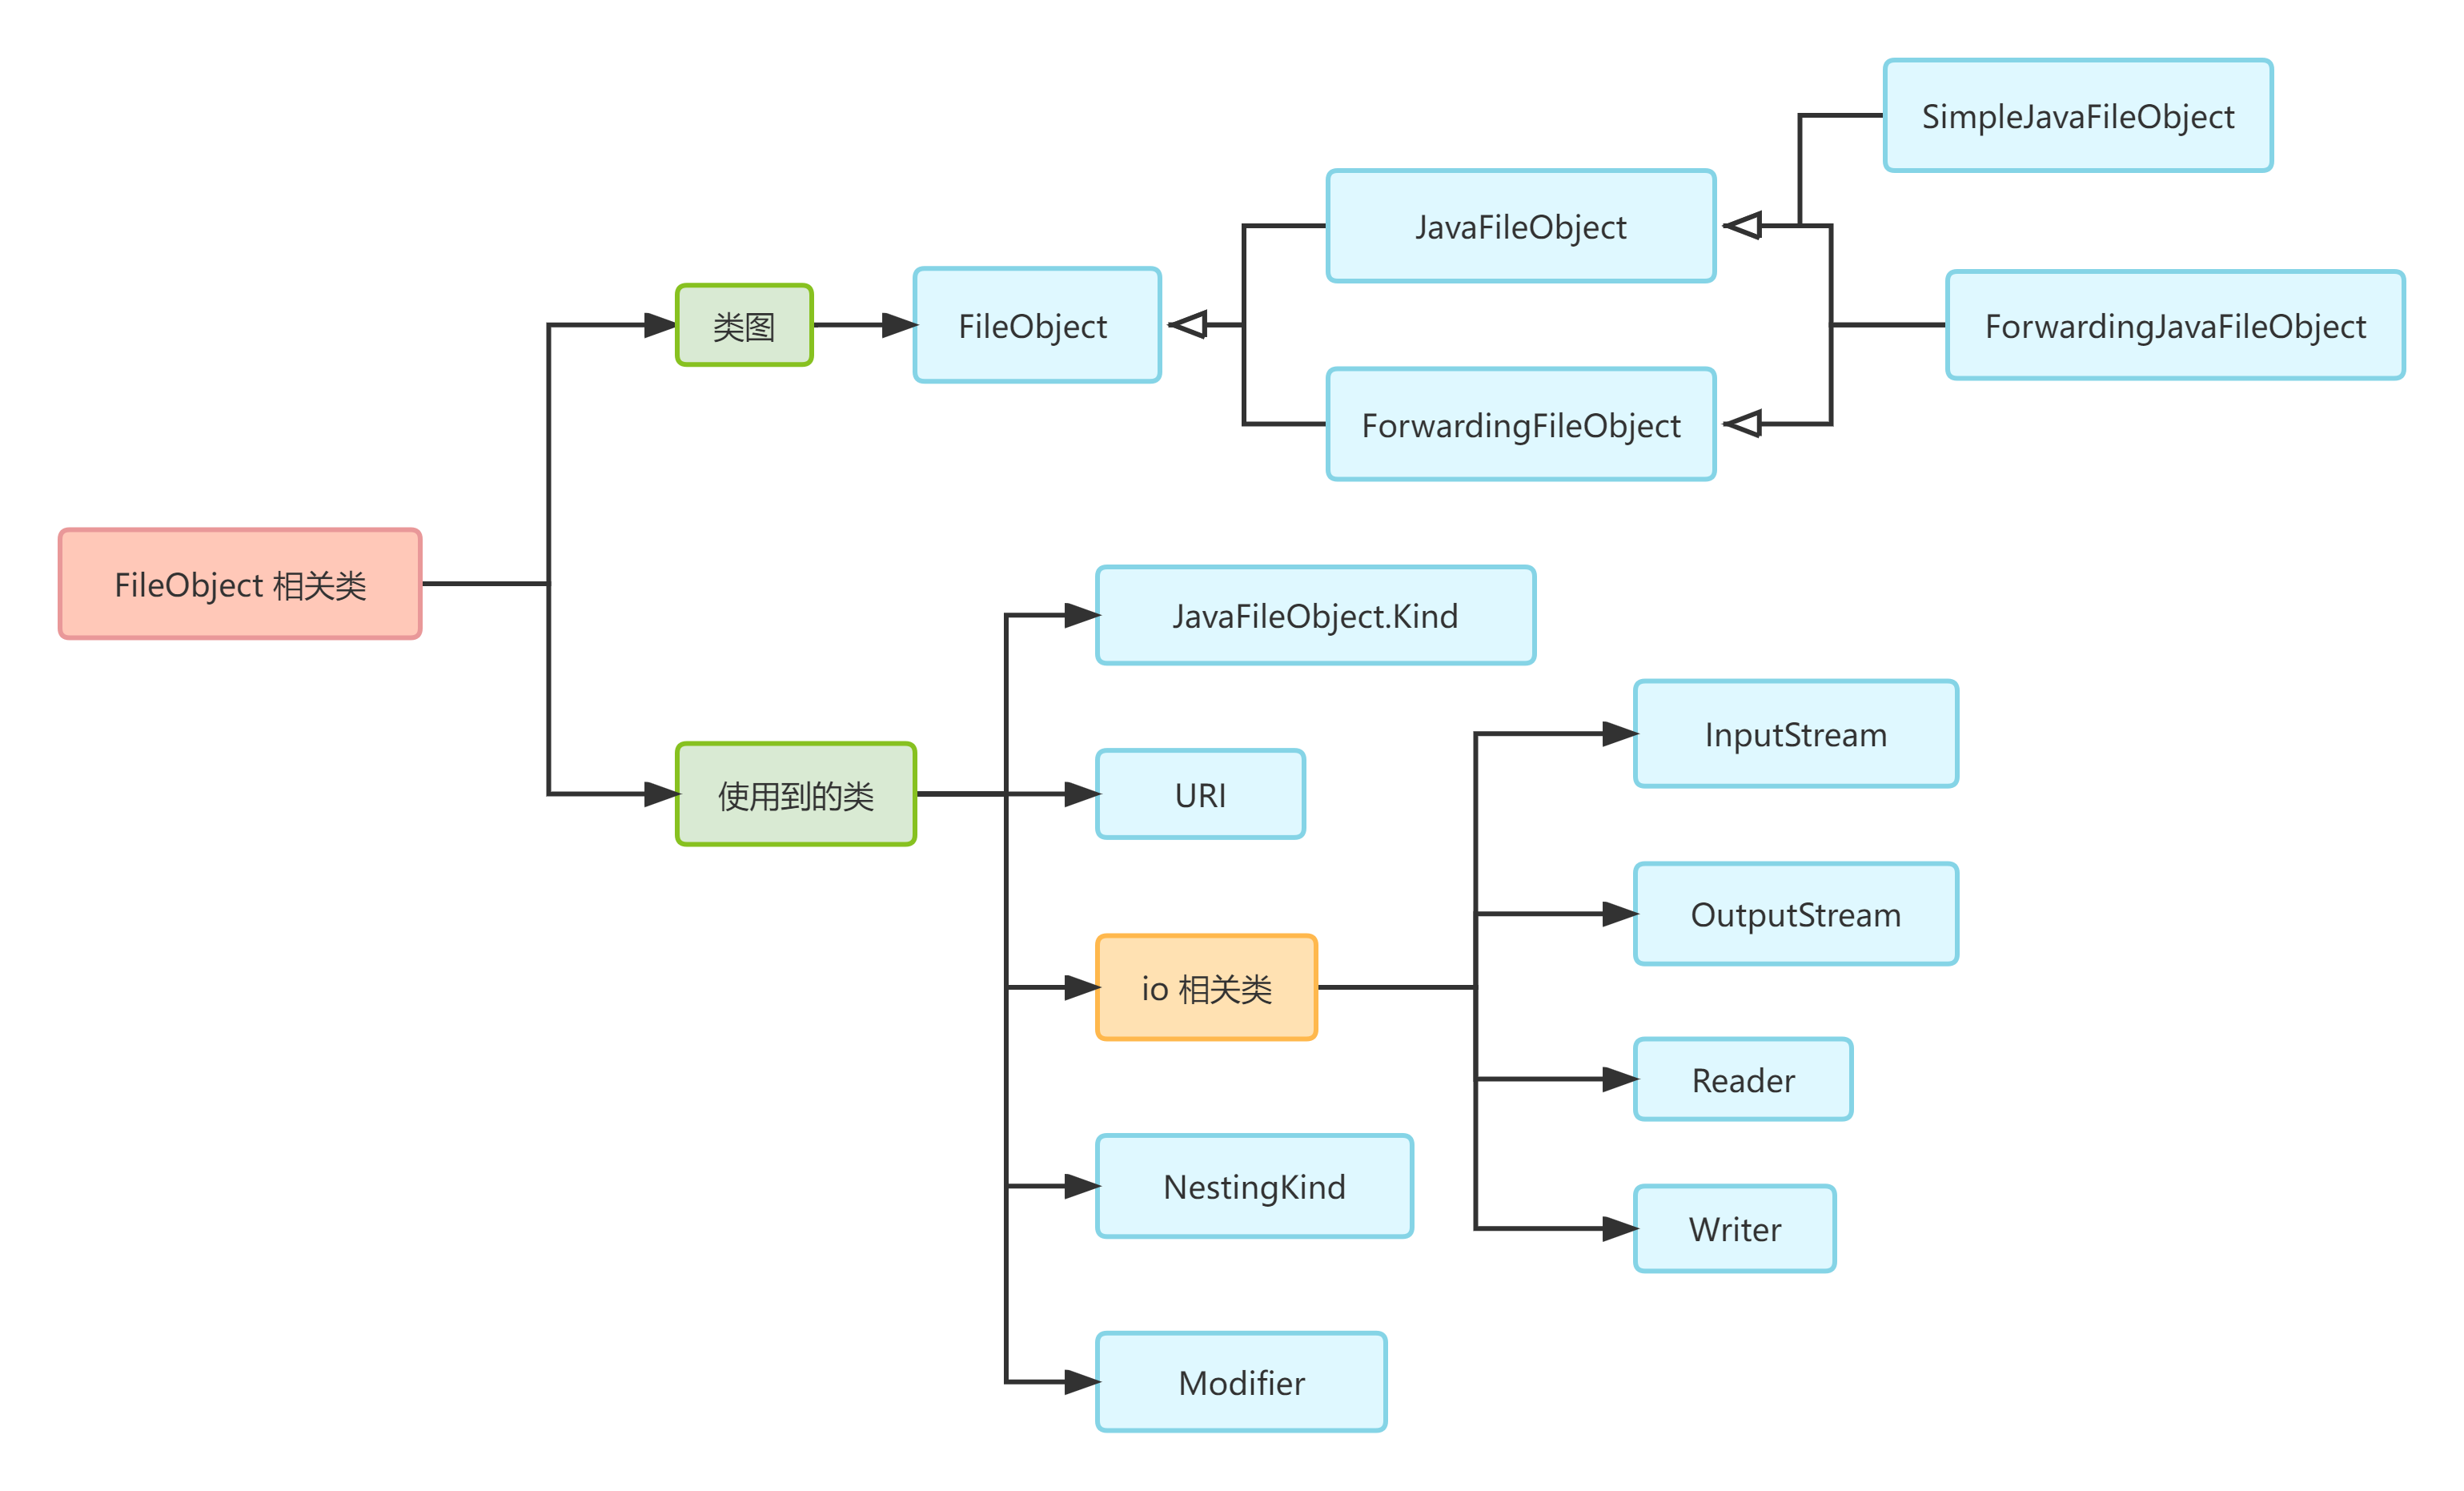 FileObject 相关类
类图
FileObject
JavaFileObject
ForwardingFileObject
SimpleJavaFileObject
ForwardingJavaFileObject
使用到的类
JavaFileObject.Kind
URI
io 相关类
InputStream
OutputStream
Reader
Writer
NestingKind
Modifier